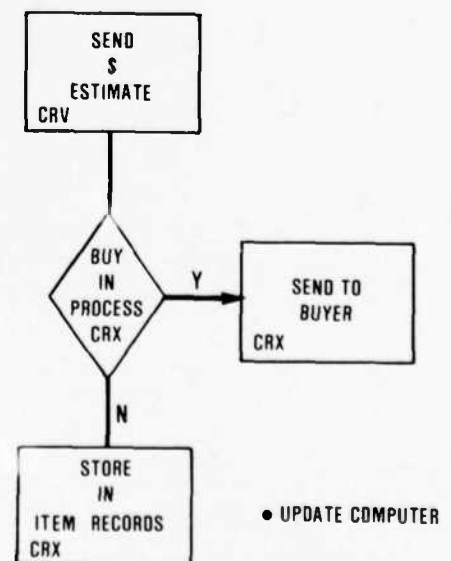 SEND
$
ESTIMATE
CRV
BUY
IN
PROCESS
CRX
Y
SEND TO
BUYER
CRX
N
STORE
IN
ITEM RECORDS
CRX
• UPDATE COMPUTER